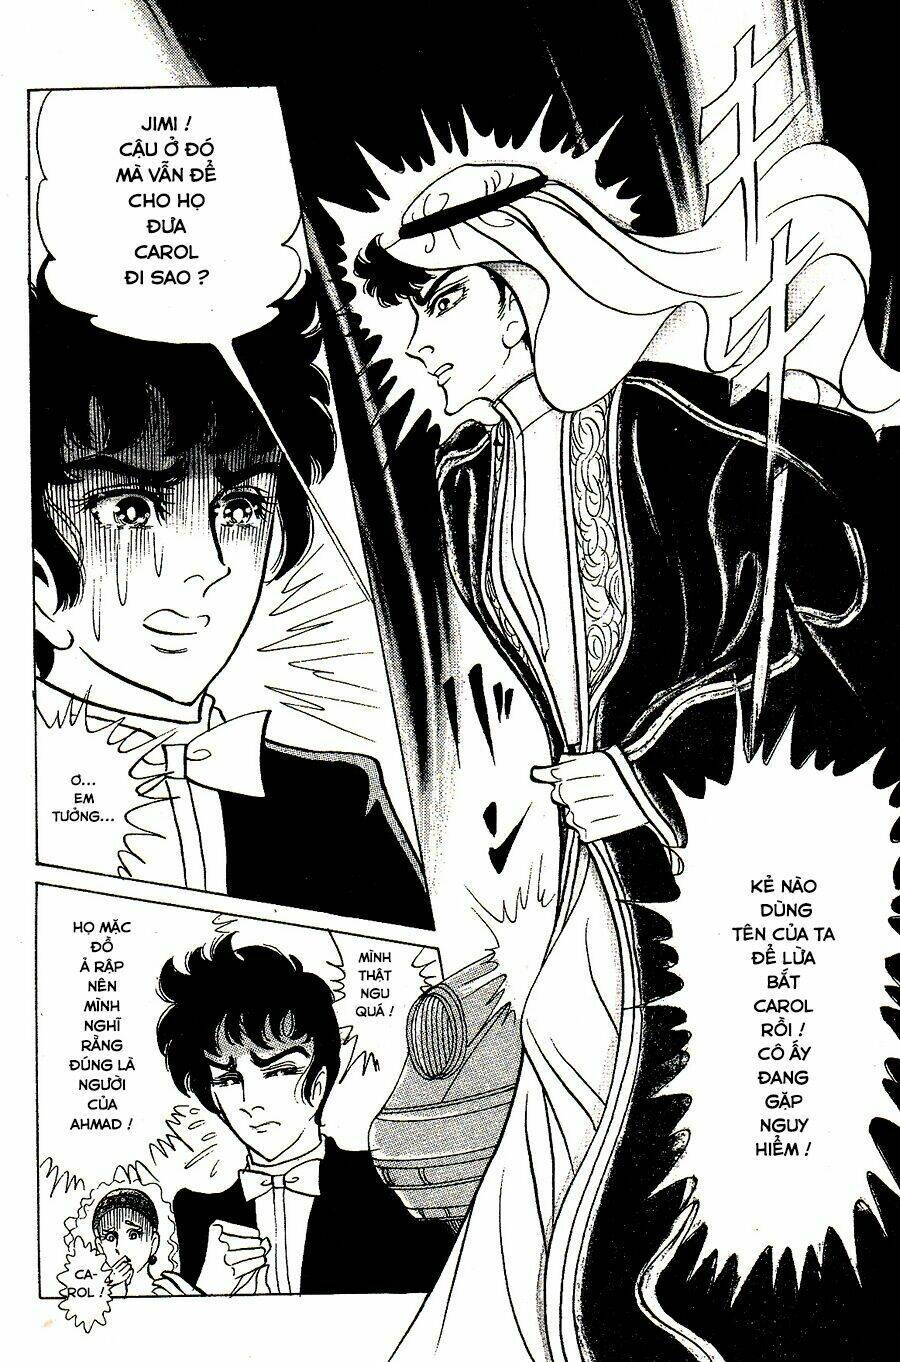 JIMI !
CẬU Ở ĐÓ
MÀ VẪN ĐỂ
CHO HỌ
ĐƯA
CAROL
ĐI SAO ?
Ơ...
EM
TƯỞNG...
KẺ NÀO
DÙNG
TÊN CỦA TA
ĐỂ LỪA
BẮT
CAROL
RỒI !
CÔ ẤY
ĐANG
GẶP
NGUY
HIỂM !
HỌ MẶC
ĐỒ
Ả RẬP
NÊN
MÌNH
NGHĨ
RẰNG
ĐÚNG LÀ
NGƯỜI
CỦA
AHMAD !
MÌNH
THẬT
NGU
QUÁ !
CA-
ROL !